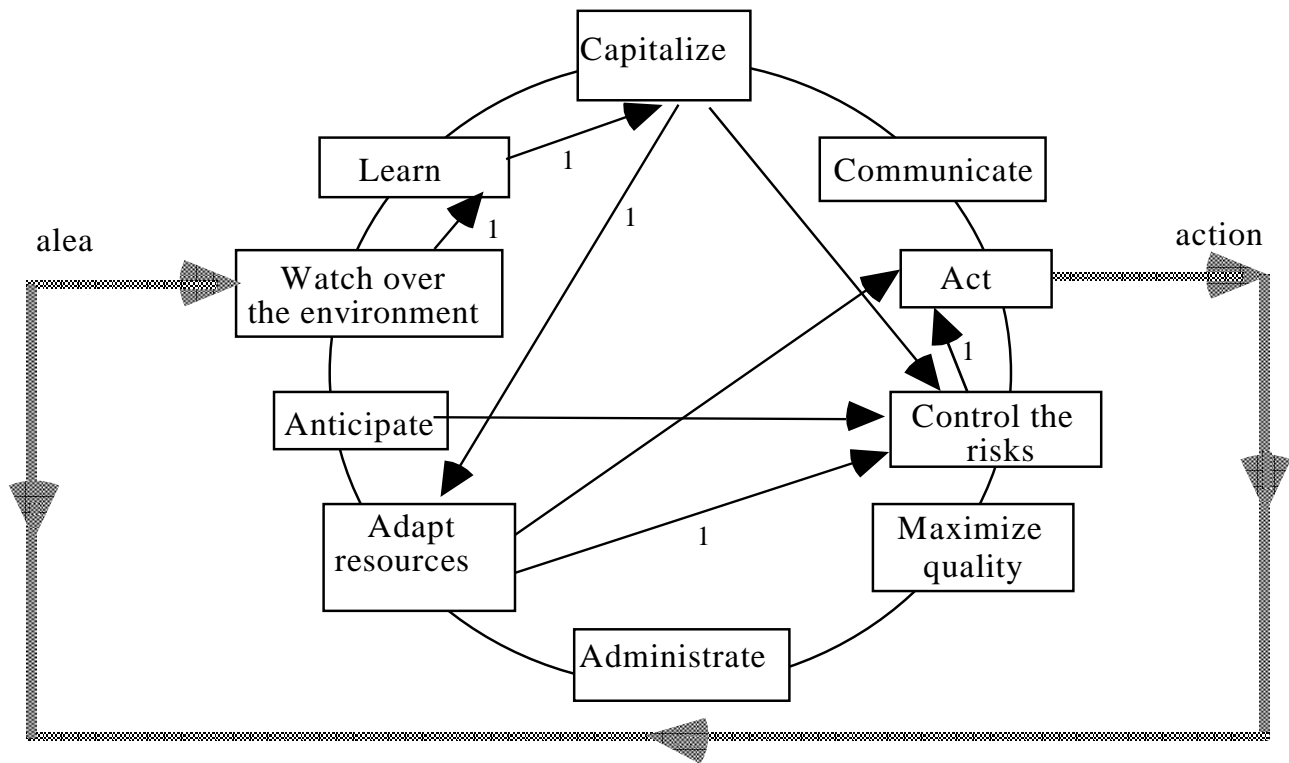 Capitalize
Learn
1
Communicate
1
1
alea
action
Watch over
the environment
Act
1
Anticipate
Control the
risks
Adapt
resources
1
Maximize
quality
Administrate